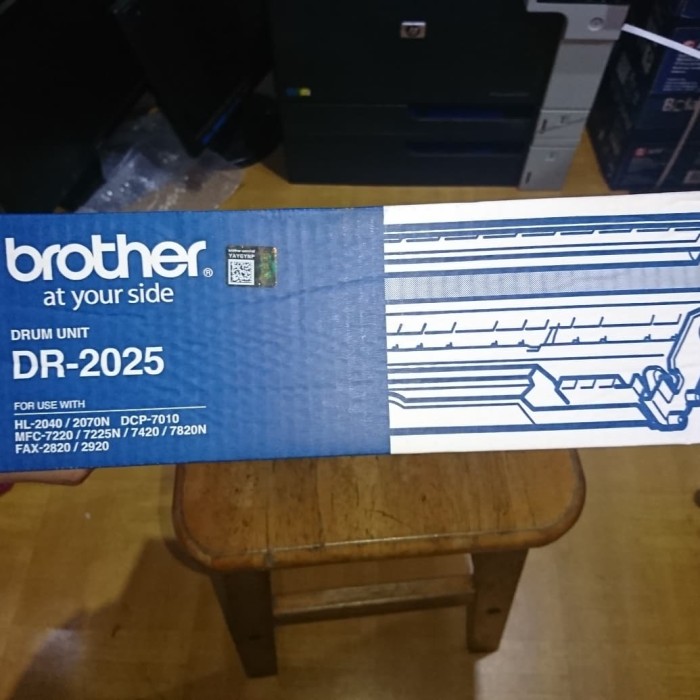 hp
brother®
at your side
DRUM UNIT
DR-2025
FOR USE WITH
HL-2040 / 2070N DCP-7010
MFC-7220 / 7225N / 7420 / 7820N
FAX-2820 / 2920